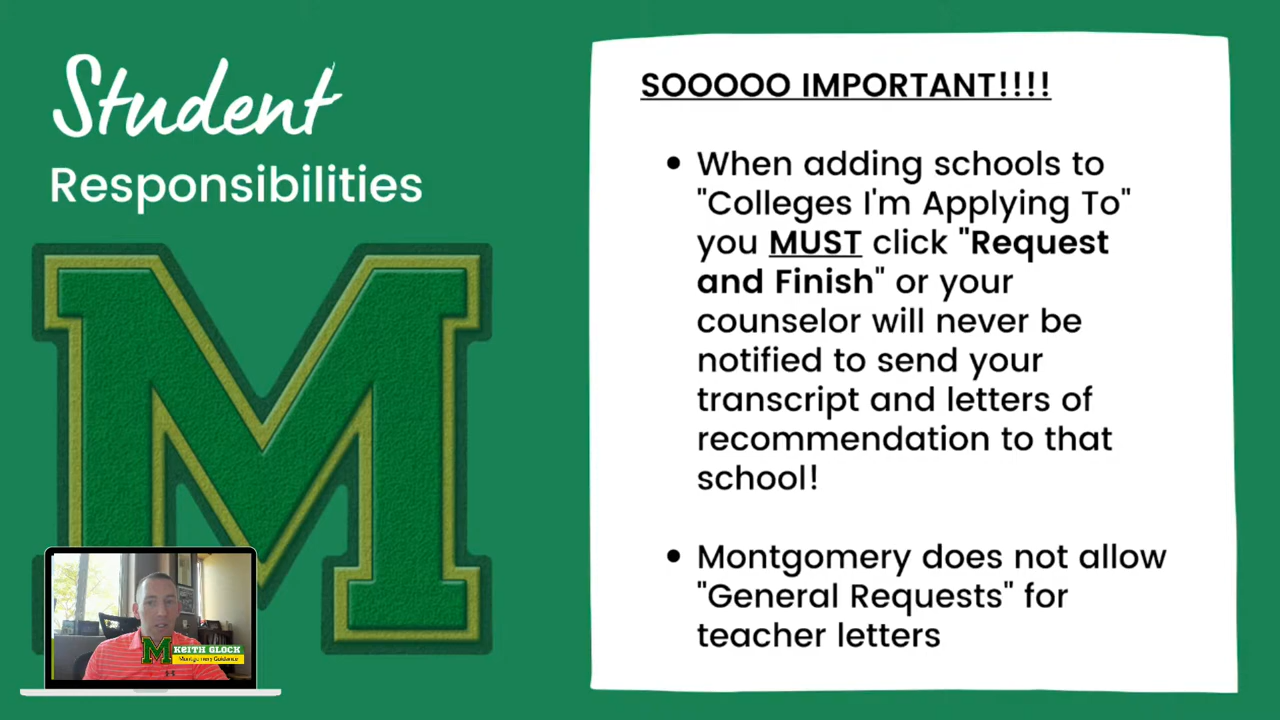 Student
Responsibilities
SOOOOO IMPORTANT!!!!
• When adding schools to
"Colleges I'm Applying To"
you MUST click "Request
and Finish" or your
counselor will never be
notified to send your
transcript and letters of
recommendation to that
school!
• Montgomery does not allow
"General Requests" for
teacher letters
M
M KEITH GLOCK
Montgomery Guidance